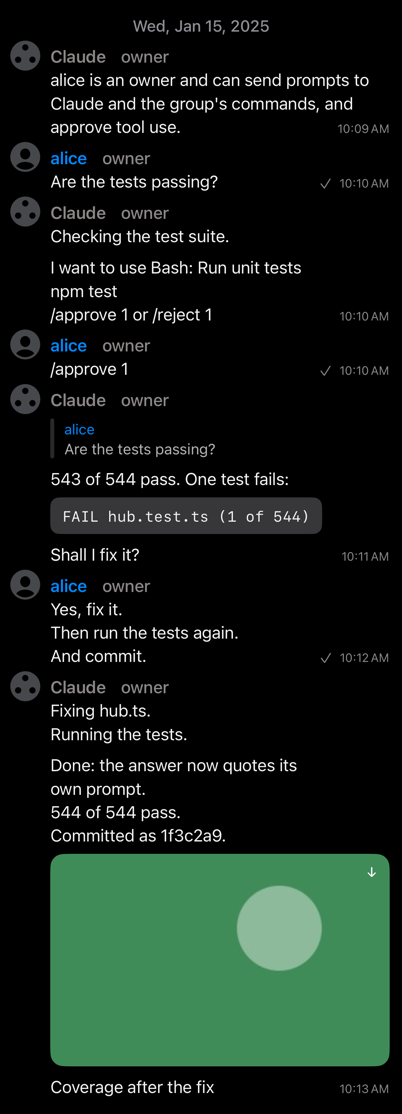 Wed, Jan 15, 2025
Claude owner
alice is an owner and can send prompts to
Claude and the group's commands, and
approve tool use.
10:09 AM
alice owner
Are the tests passing?
10:10 AM
Claude owner
Checking the test suite.
I want to use Bash: Run unit tests
npm test
/approve 1 or /reject 1
10:10 AM
alice owner
/approve 1
10:10 AM
Claude owner
alice
Are the tests passing?
543 of 544 pass. One test fails:
FAIL hub.test.ts (1 of 544)
Shall I fix it?
10:11 AM
alice owner
Yes, fix it.
Then run the tests again.
And commit.
10:12 AM
Claude owner
Fixing hub.ts.
Running the tests.
Done: the answer now quotes its
own prompt.
544 of 544 pass.
Committed as 1f3c2a9.
Coverage after the fix
10:13 AM